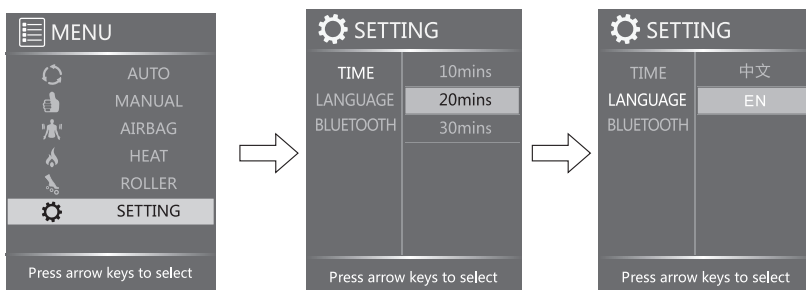 MENU
AUTO
MANUAL
AIRBAG
HEAT
ROLLER
SETTING
Press arrow keys to select
SETTING
TIME
10mins
LANGUAGE
20mins
BLUETOOTH
30mins
Press arrow keys to select
SETTING
TIME
中文
LANGUAGE
EN
BLUETOOTH
Press arrow keys to select